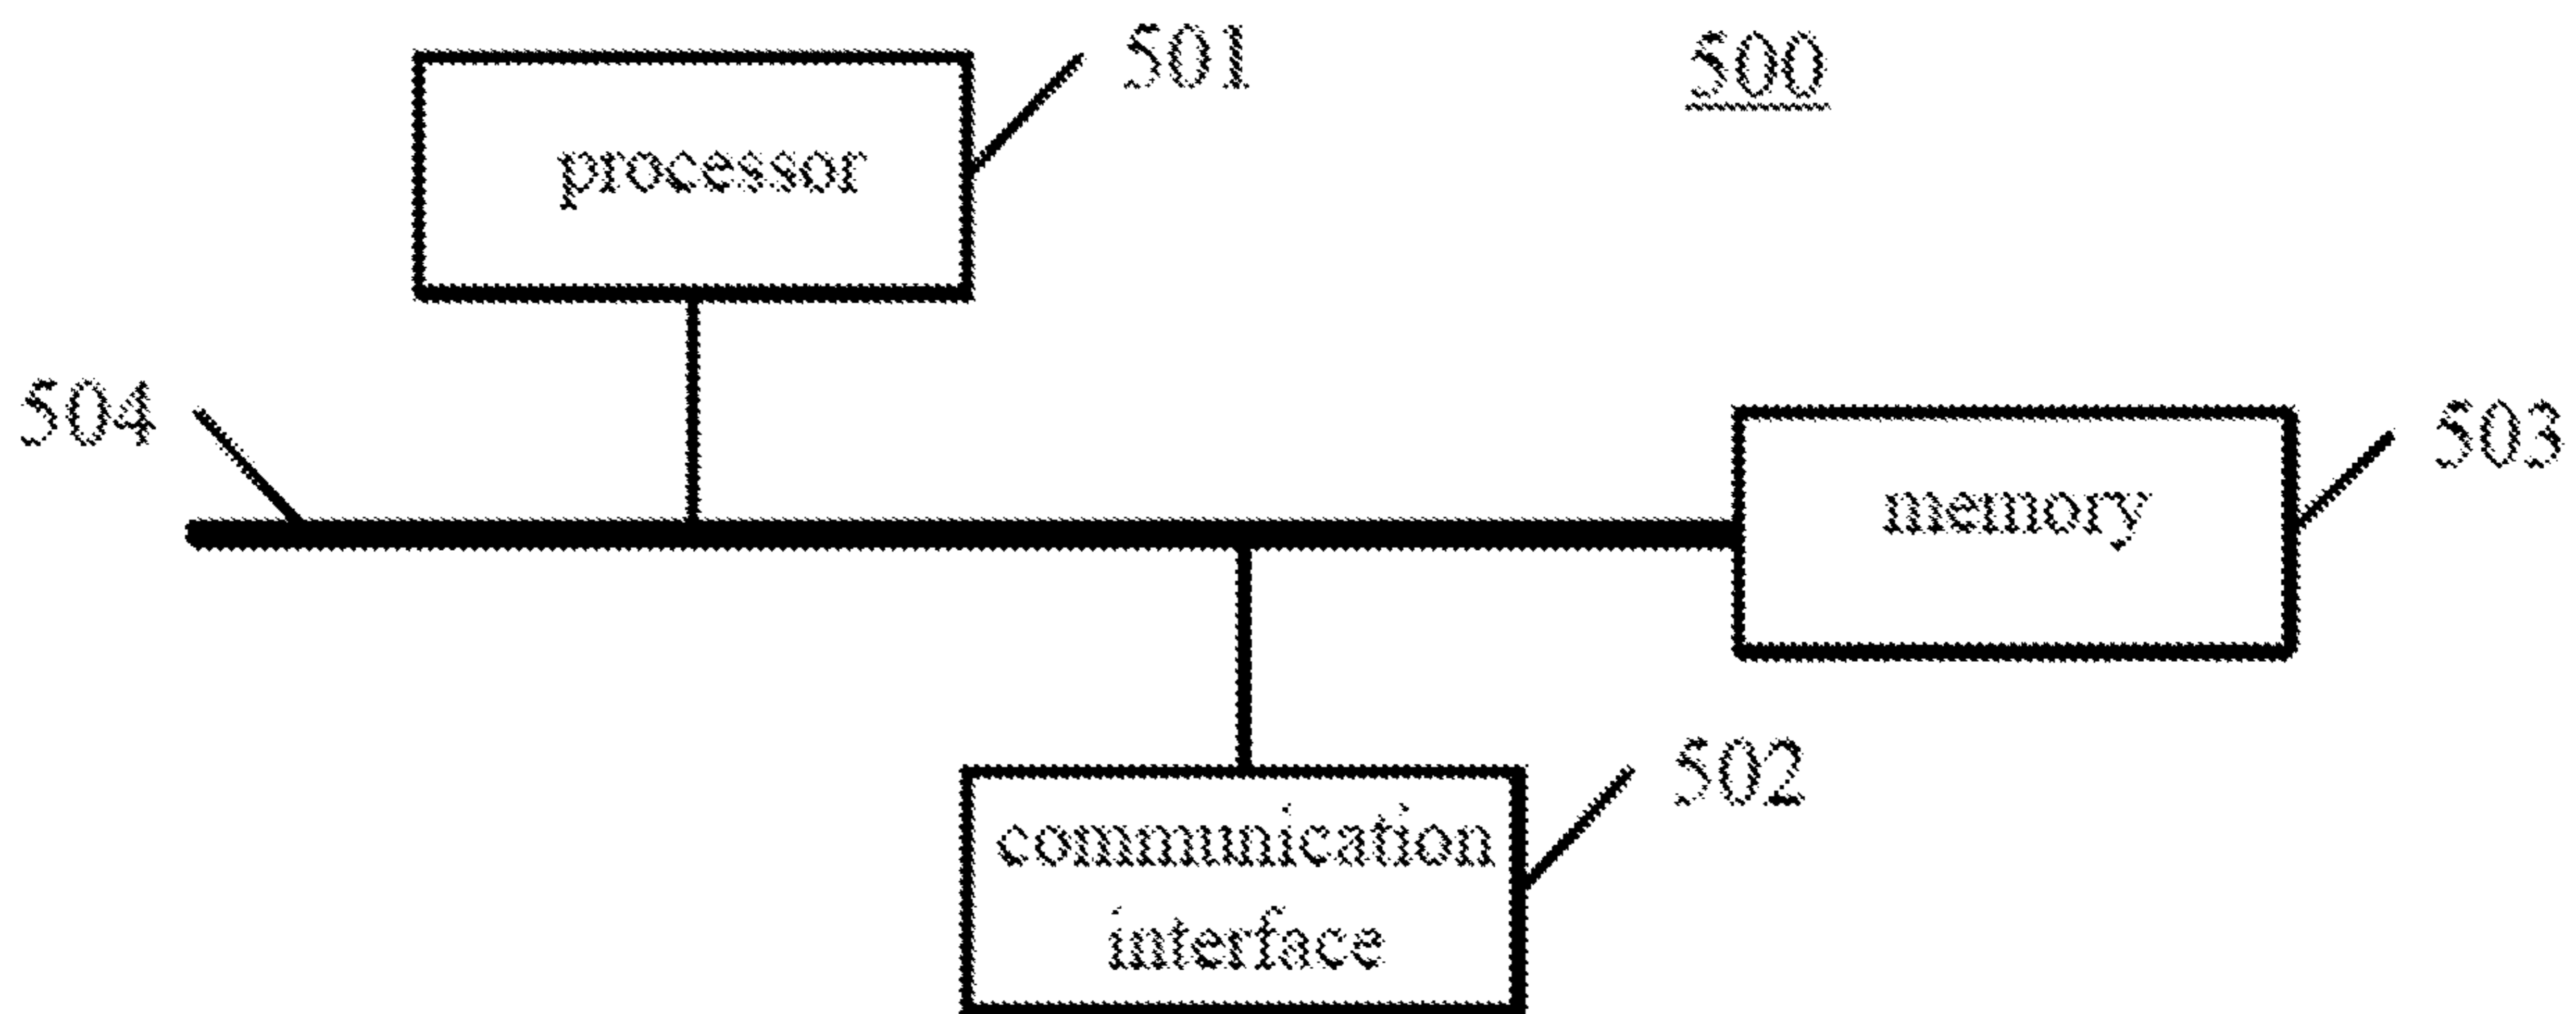 501
500
processor
504
503
memory
502
communication
interface